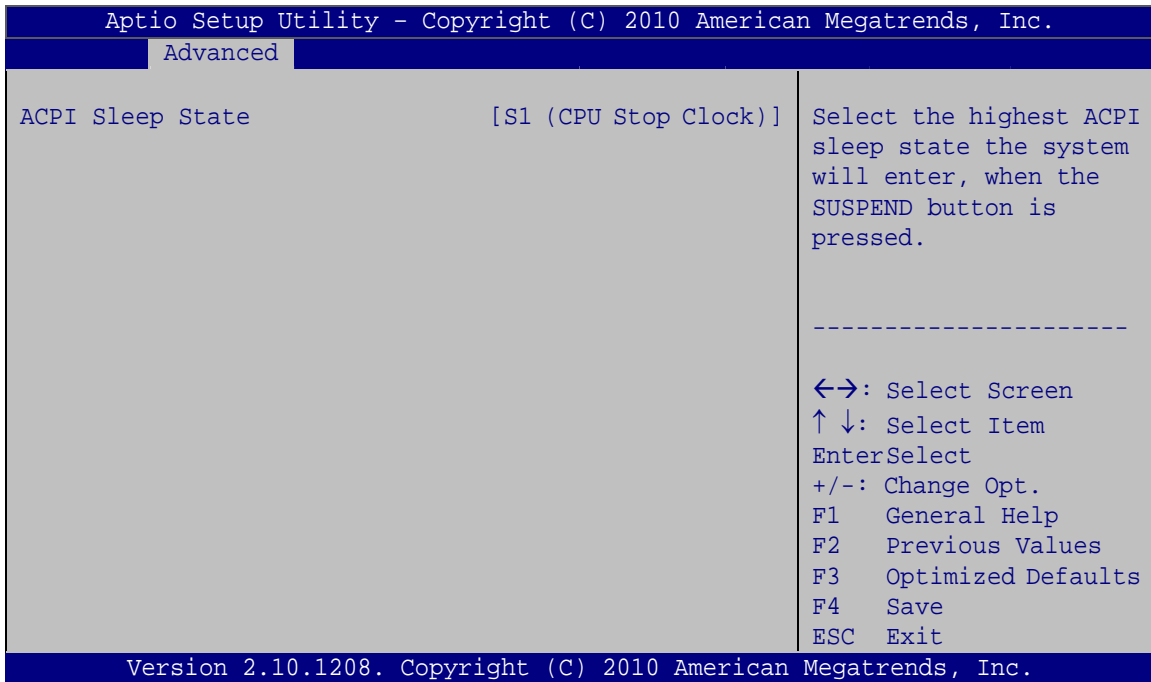 Aptio Setup Utility – Copyright (C) 2010 American Megatrends, Inc.
Advanced
ACPI Sleep State [S1 (CPU Stop Clock)]
Select the highest ACPI
sleep state the system
will enter, when the
SUSPEND button is
pressed.
----------------------
←→: Select Screen
↑ ↓: Select Item
EnterSelect
+/-: Change Opt.
F1 General Help
F2 Previous Values
F3 Optimized Defaults
F4 Save
ESC Exit
Version 2.10.1208. Copyright (C) 2010 American Megatrends, Inc.